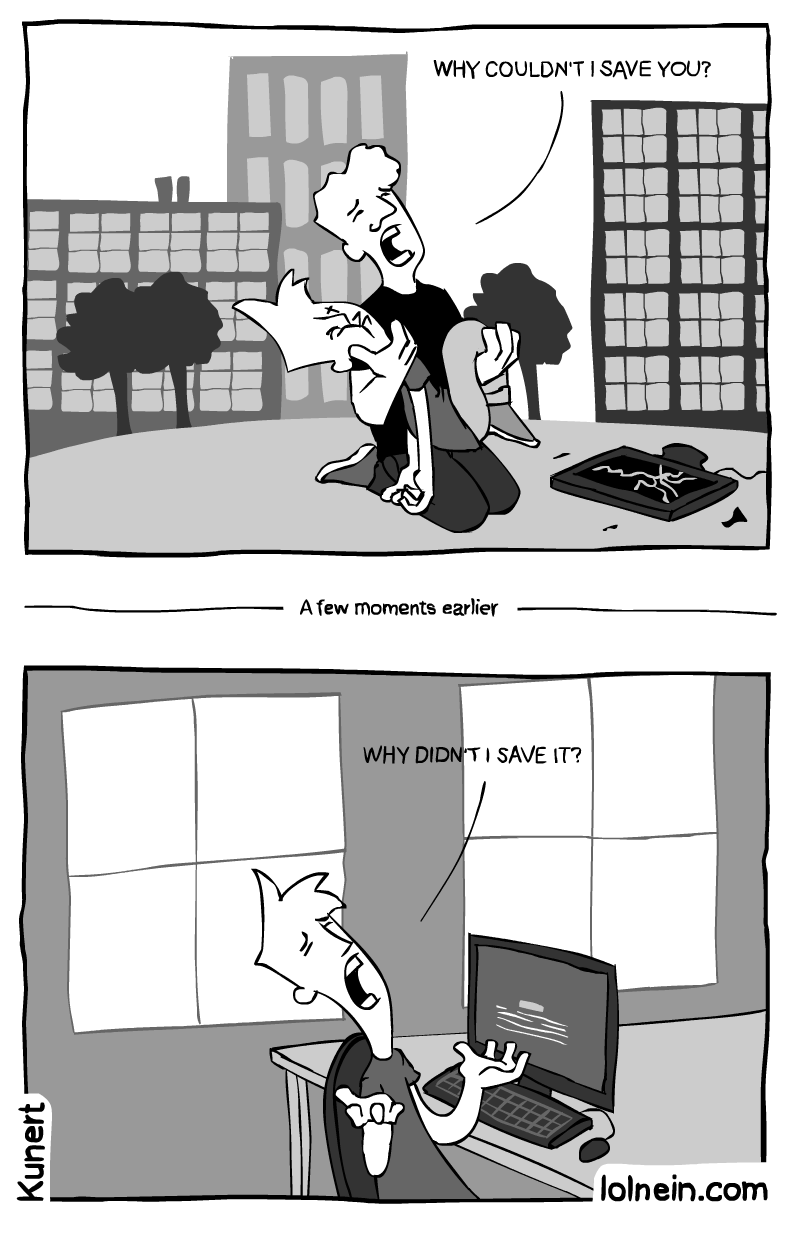 WHY COULDN'T I SAVE YOU?
A few moments earlier
WHY DIDN'T I SAVE IT?
Kunert
lolnein.com